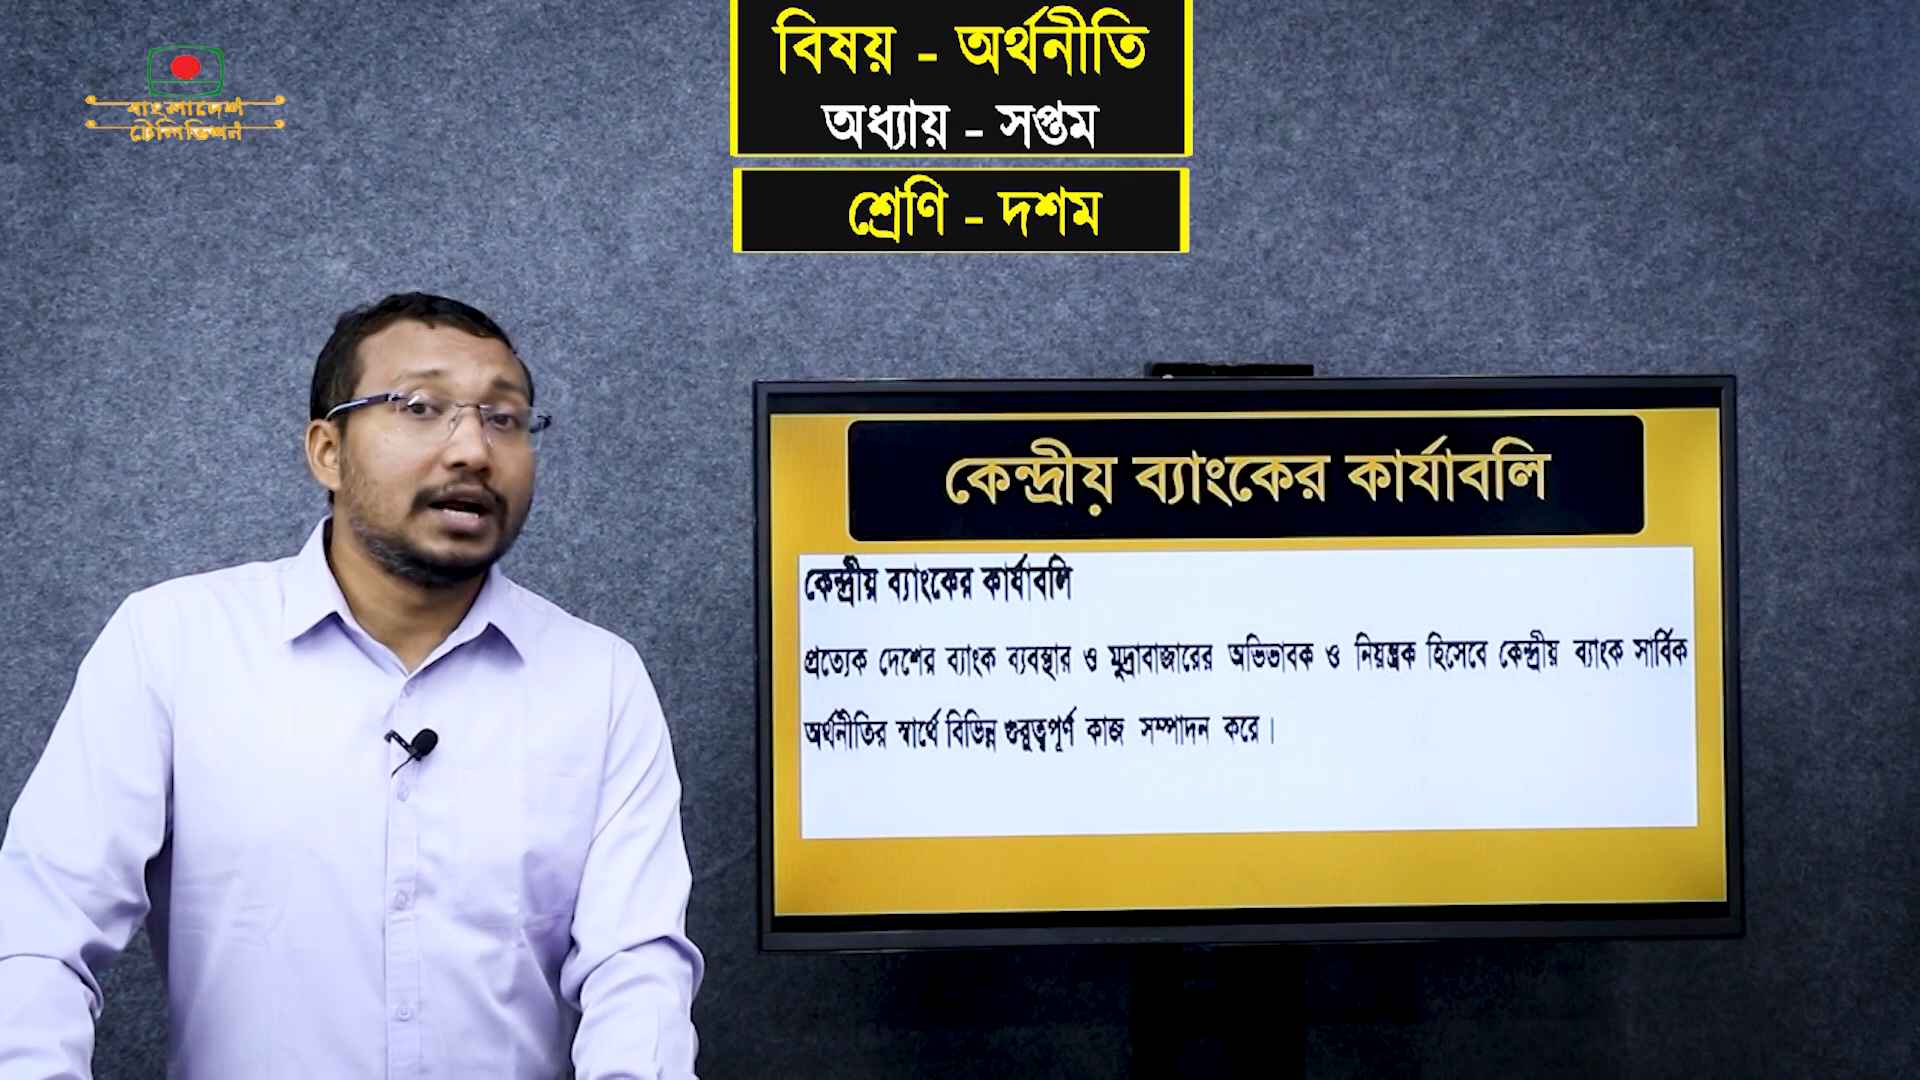 বাংলাদেশ
টেলিভিশন
বিষয় - অর্থনীতি
অধ্যায় - সপ্তম
শ্রেণি - দশম
কেন্দ্রীয় ব্যাংকের কার্যাবলি
কেন্দ্রীয় ব্যাংকের কার্যাবলি
প্রত্যেক দেশের ব্যাংক ব্যবস্থার ও মুদ্রাবাজারের অভিভাবক ও নিয়ন্ত্রক হিসেবে কেন্দ্রীয় ব্যাংক সার্বিক
অর্থনীতির স্বার্থে বিভিন্ন গুরুত্বপূর্ণ কাজ সম্পাদন করে।